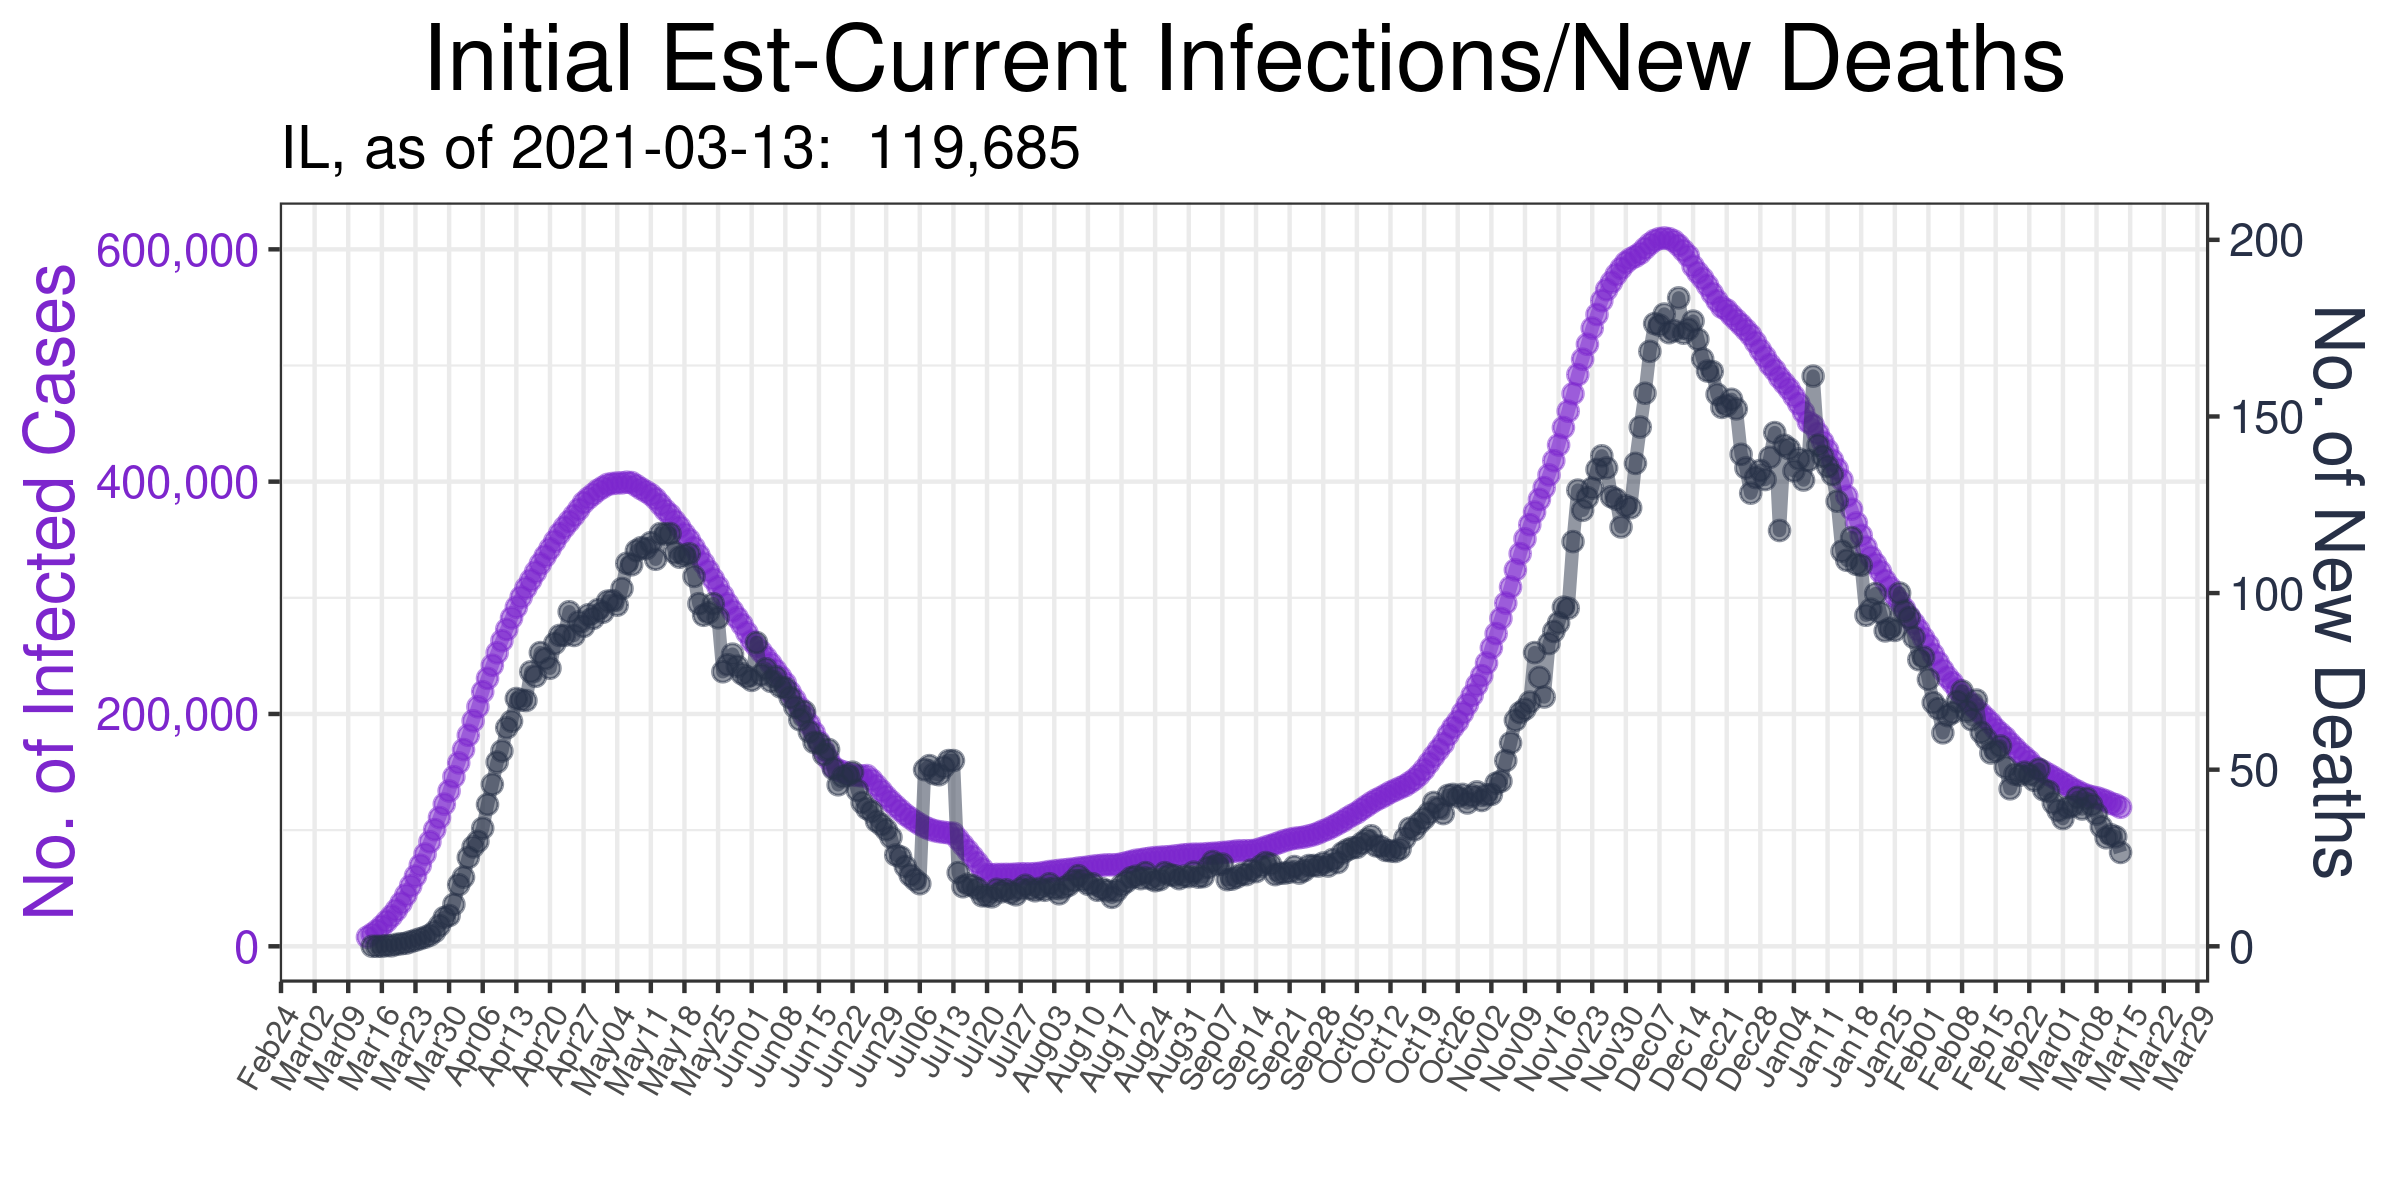 Initial Est-Current Infections/New Deaths
IL, as of 2021-03-13:  119,685
No. of Infected Cases
600,000
400,000
200,000
0
200
150
100
50
0
No. of New Deaths
Feb24
Mar02
Mar09
Mar16
Mar23
Mar30
Apr06
Apr13
Apr20
Apr27
May04
May11
May18
May25
Jun01
Jun08
Jun15
Jun22
Jun29
Jul06
Jul13
Jul20
Jul27
Aug03
Aug10
Aug17
Aug24
Aug31
Sep07
Sep14
Sep21
Sep28
Oct05
Oct12
Oct19
Oct26
Nov02
Nov09
Nov16
Nov23
Nov30
Dec07
Dec14
Dec21
Dec28
Jan04
Jan11
Jan18
Jan25
Feb01
Feb08
Feb15
Feb22
Mar01
Mar08
Mar15
Mar22
Mar29